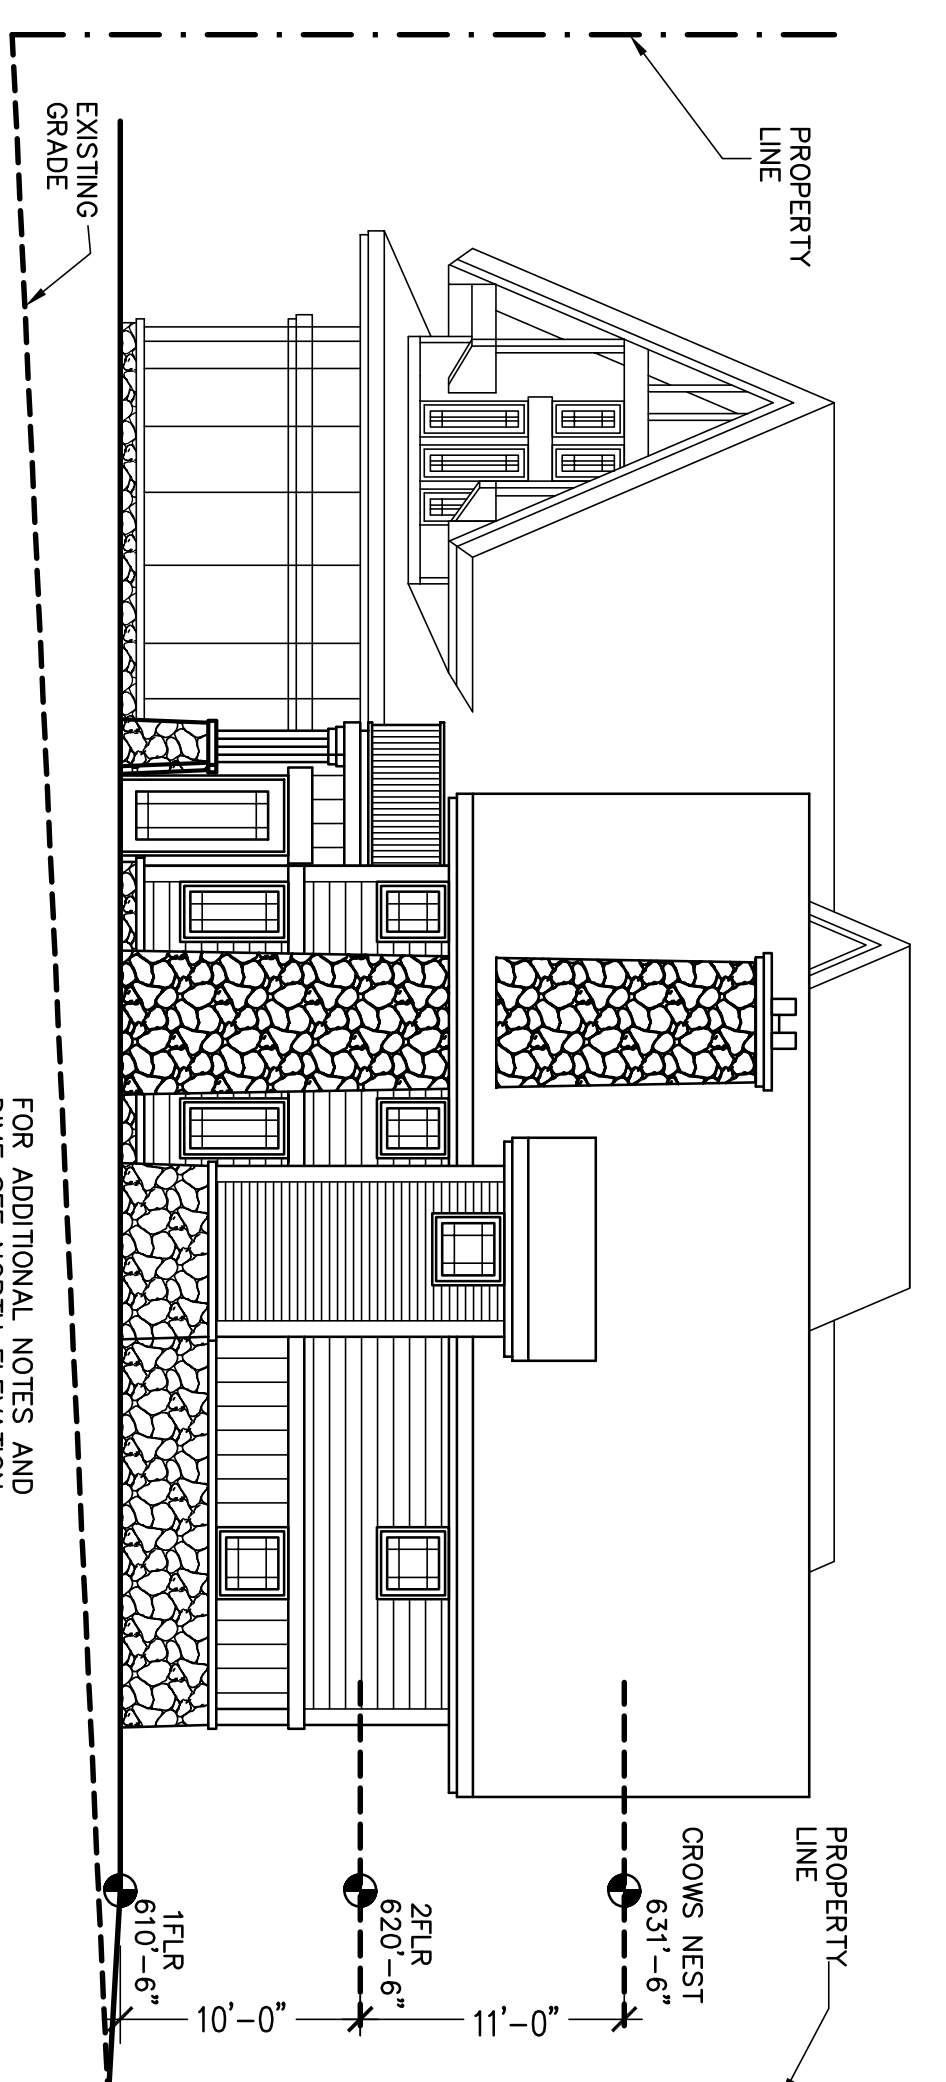 PROPERTY
LINE
EXISTING
GRADE
PROPERTY
LINE
CROWS NEST
631'-6"
2FLR
620'-6"
1FLR
610'-6"
11'-0"
10'-0"
FOR ADDITIONAL NOTES AND